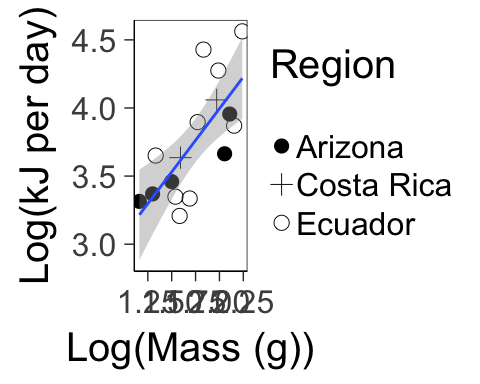 Log(kJ per day)
4.5
4.0
3.5
3.0
Log(Mass (g))
Region
Arizona
Costa Rica
Ecuador